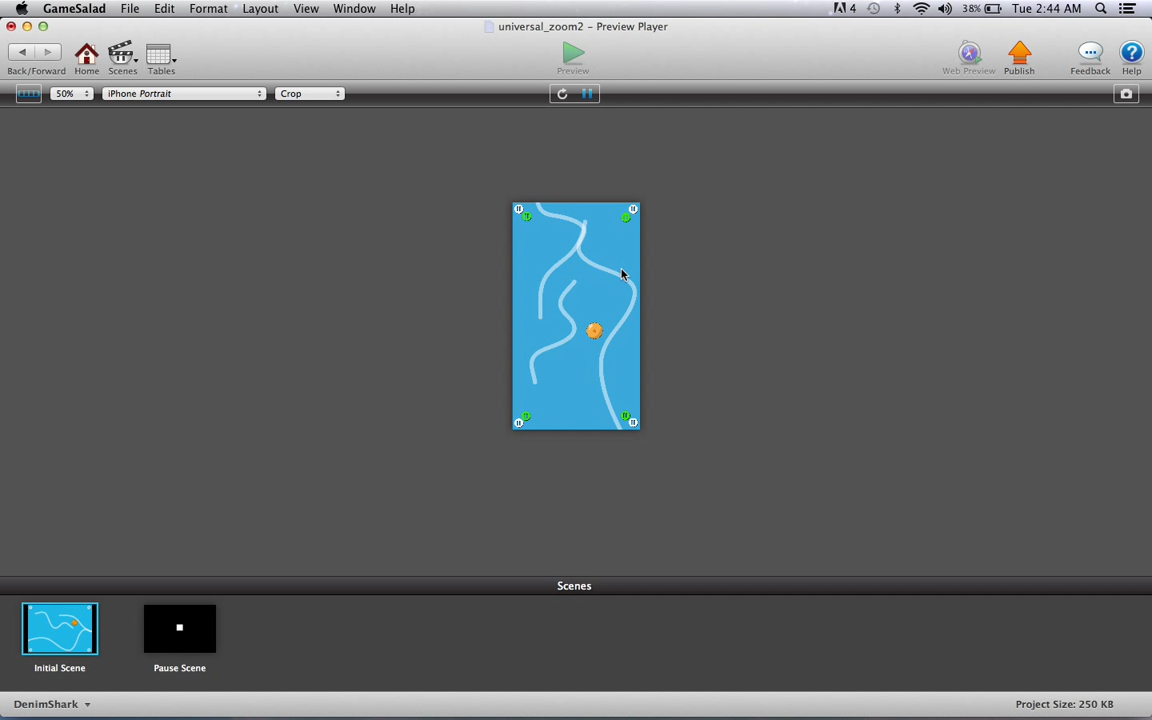 GameSalad File Edit Format Layout View Window Help 4 38% Tue 2:44 AM
universal_zoom2 – Preview Player
Back/Forward Home Scenes Tables Preview Web Preview Publish Feedback Help
50% iPhone Portrait Crop
Scenes
Initial Scene Pause Scene
DenimShark Project Size: 250 KB